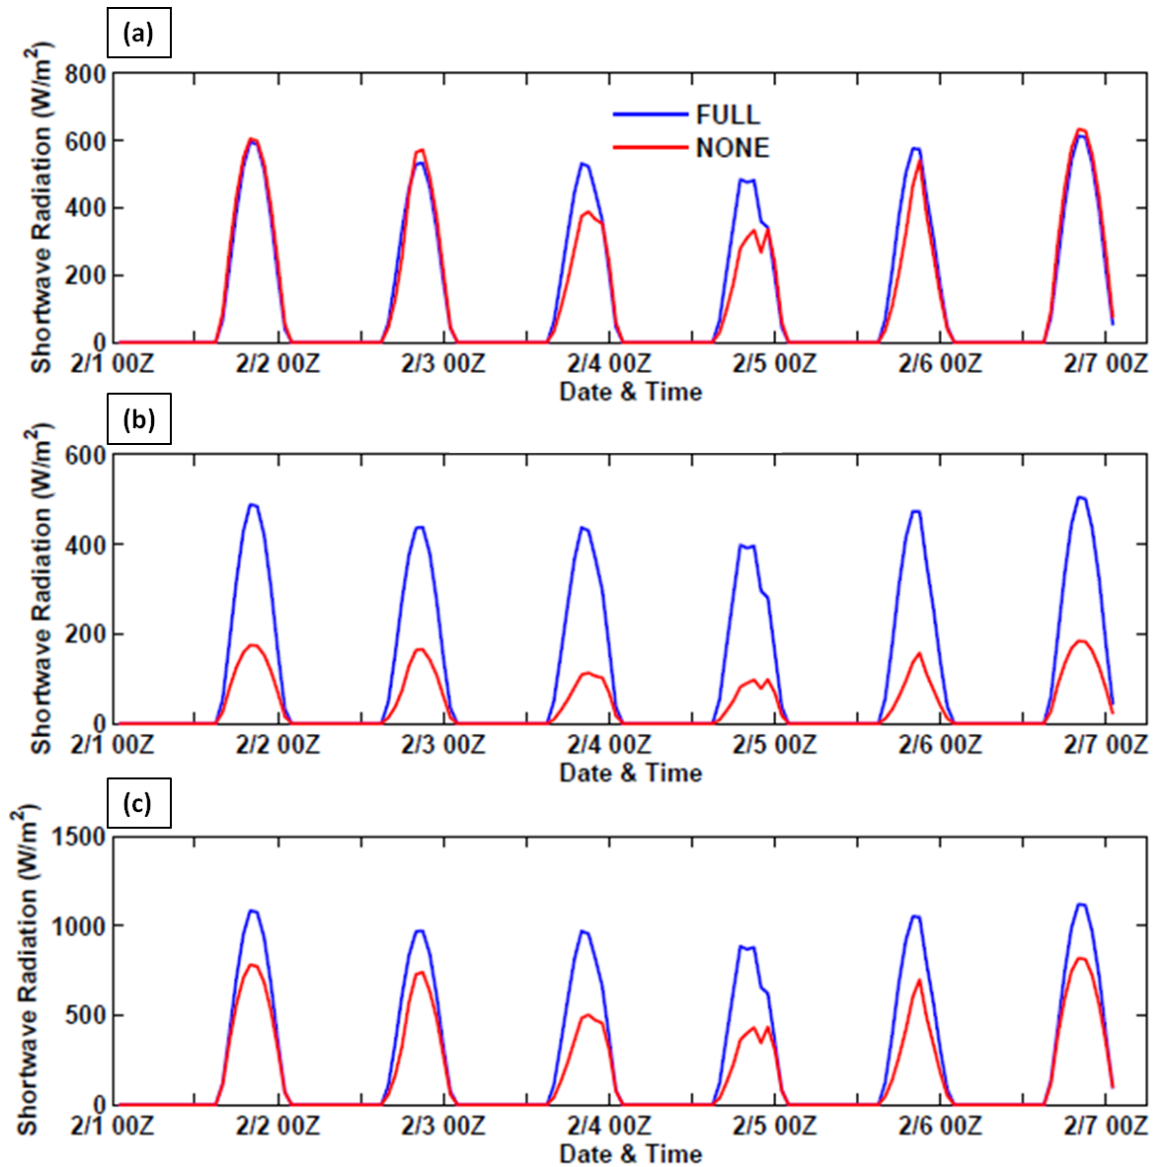 (a)
Shortwave Radiation (W/m²)
800
600
400
200
0
FULL
NONE
2/1 00Z 2/2 00Z 2/3 00Z 2/4 00Z 2/5 00Z 2/6 00Z 2/7 00Z
Date & Time
(b)
Shortwave Radiation (W/m²)
600
400
200
0
2/1 00Z 2/2 00Z 2/3 00Z 2/4 00Z 2/5 00Z 2/6 00Z 2/7 00Z
Date & Time
(c)
Shortwave Radiation (W/m²)
1500
1000
500
0
2/1 00Z 2/2 00Z 2/3 00Z 2/4 00Z 2/5 00Z 2/6 00Z 2/7 00Z
Date & Time